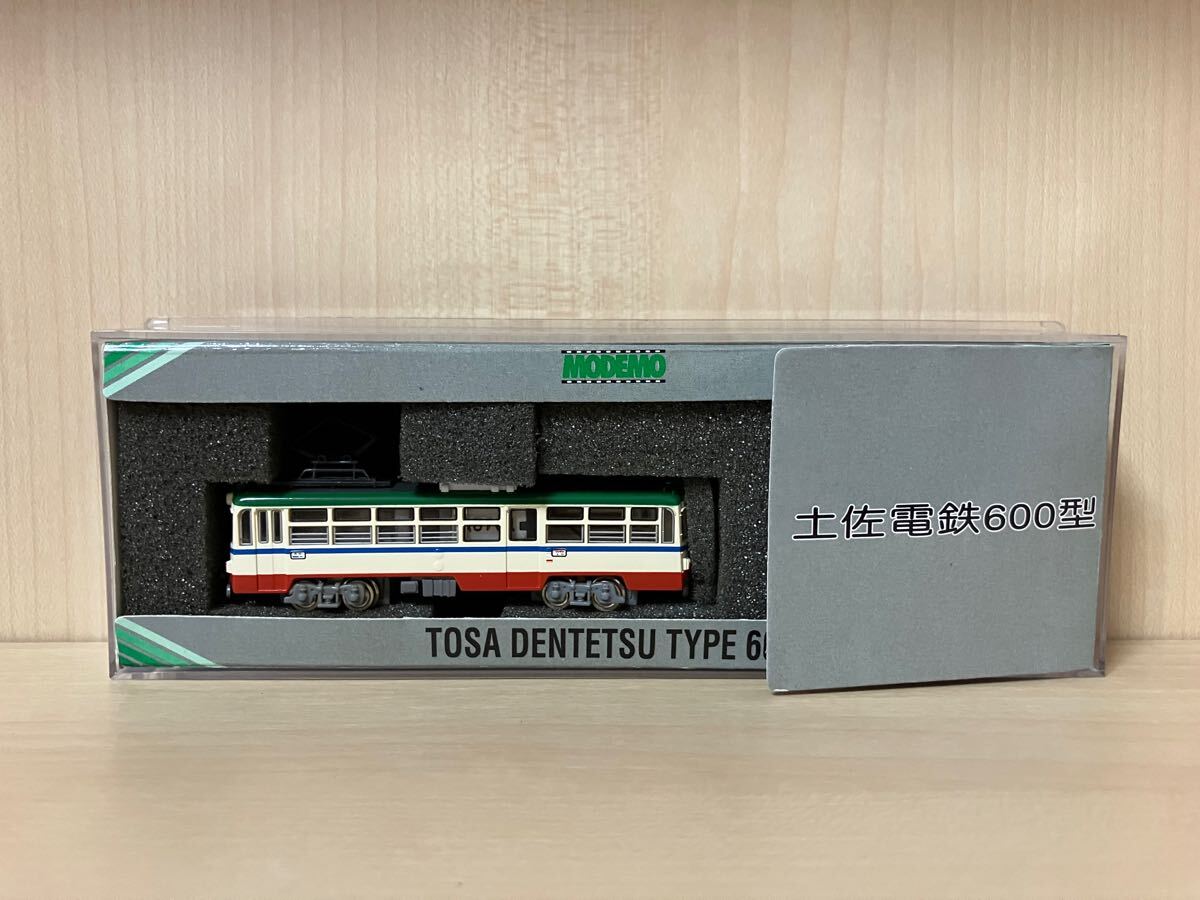 MODEMO
土佐電鉄600型
TOSA DENTETSU TYPE 6